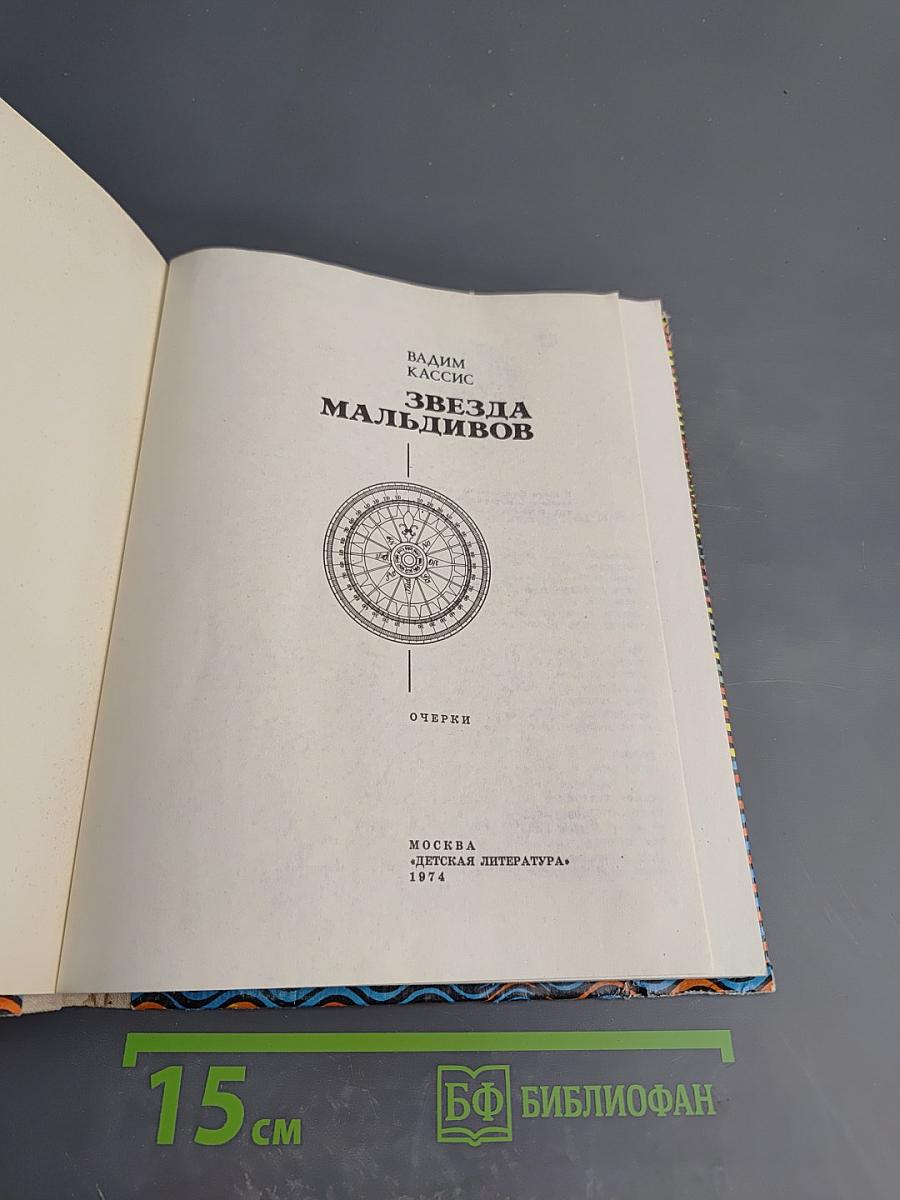 ВАДИМ
КАССИС
ЗВЕЗДА
МАЛЬДИВОВ
ОЧЕРКИ
МОСКВА
«ДЕТСКАЯ ЛИТЕРАТУРА»
1974
15 см
БФ БИБЛИОФАН